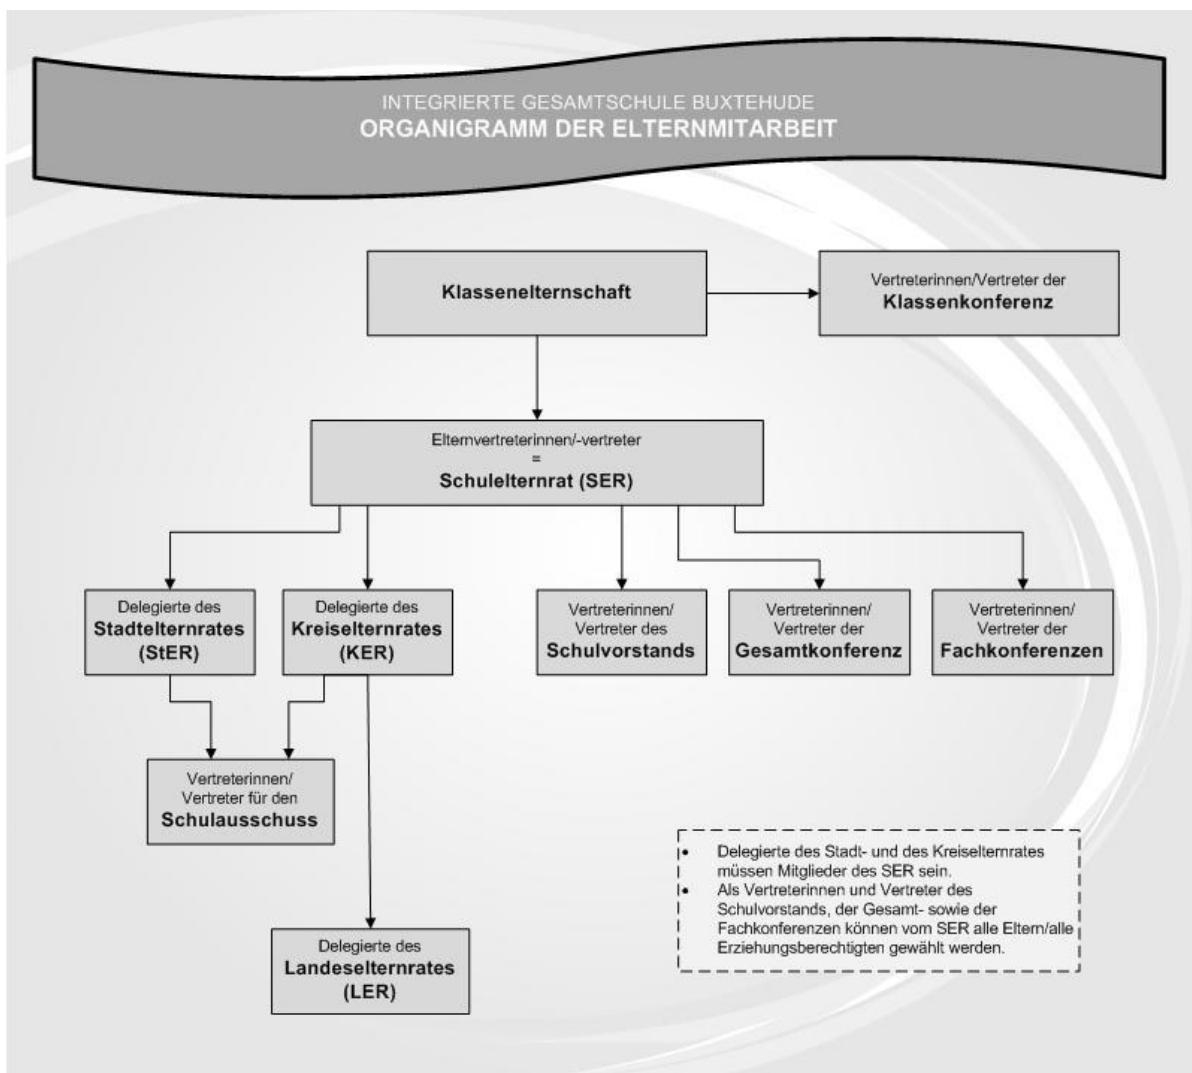 INTEGRIERTE GESAMTSCHULE BUXTEHUDE
ORGANIGRAMM DER ELTERNMITARBEIT
Klassenelternschaft
Vertreterinnen/Vertreter der
Klassenkonferenz
Elternvertreterinnen/-vertreter
=
Schulelternrat (SER)
Delegierte des
Stadtelternrates
(StER)
Delegierte des
Kreiselternrates
(KER)
Vertreterinnen/
Vertreter des
Schulvorstands
Vertreterinnen/
Vertreter der
Gesamtkonferenz
Vertreterinnen/
Vertreter der
Fachkonferenzen
Vertreterinnen/
Vertreter für den
Schulausschuss
Delegierte des
Landeselternrates
(LER)
• Delegierte des Stadt- und des Kreiselternrates
müssen Mitglieder des SER sein.
• Als Vertreterinnen und Vertreter des
Schulvorstands, der Gesamt- sowie der
Fachkonferenzen können vom SER alle Eltern/alle
Erziehungsberechtigten gewählt werden.